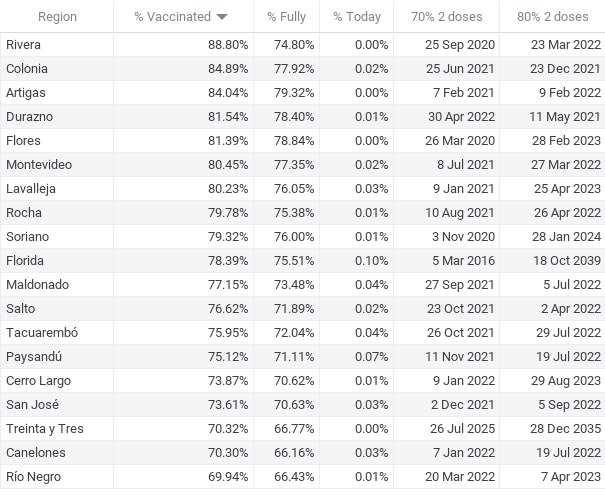 Region % Vaccinated % Fully % Today 70% 2 doses 80% 2 doses
Rivera 88.80% 74.80% 0.00% 25 Sep 2020 23 Mar 2022
Colonia 84.89% 77.92% 0.02% 25 Jun 2021 23 Dec 2021
Artigas 84.04% 79.32% 0.00% 7 Feb 2021 9 Feb 2022
Durazno 81.54% 78.40% 0.01% 30 Apr 2022 11 May 2021
Flores 81.39% 78.84% 0.00% 26 Mar 2020 28 Feb 2023
Montevideo 80.45% 77.35% 0.02% 8 Jul 2021 27 Mar 2022
Lavalleja 80.23% 76.05% 0.03% 9 Jan 2021 25 Apr 2023
Rocha 79.78% 75.38% 0.01% 10 Aug 2021 26 Apr 2022
Soriano 79.32% 76.00% 0.01% 3 Nov 2020 28 Jan 2024
Florida 78.39% 75.51% 0.10% 5 Mar 2016 18 Oct 2039
Maldonado 77.15% 73.48% 0.04% 27 Sep 2021 5 Jul 2022
Salto 76.62% 71.89% 0.02% 23 Oct 2021 2 Apr 2022
Tacuarembó 75.95% 72.04% 0.04% 26 Oct 2021 29 Jul 2022
Paysandú 75.12% 71.11% 0.07% 11 Nov 2021 19 Jul 2022
Cerro Largo 73.87% 70.62% 0.01% 9 Jan 2022 29 Aug 2023
San José 73.61% 70.63% 0.03% 2 Dec 2021 5 Sep 2022
Treinta y Tres 70.32% 66.77% 0.00% 26 Jul 2025 28 Dec 2035
Canelones 70.30% 66.16% 0.03% 7 Jan 2022 19 Jul 2022
Río Negro 69.94% 66.43% 0.01% 20 Mar 2022 7 Apr 2023